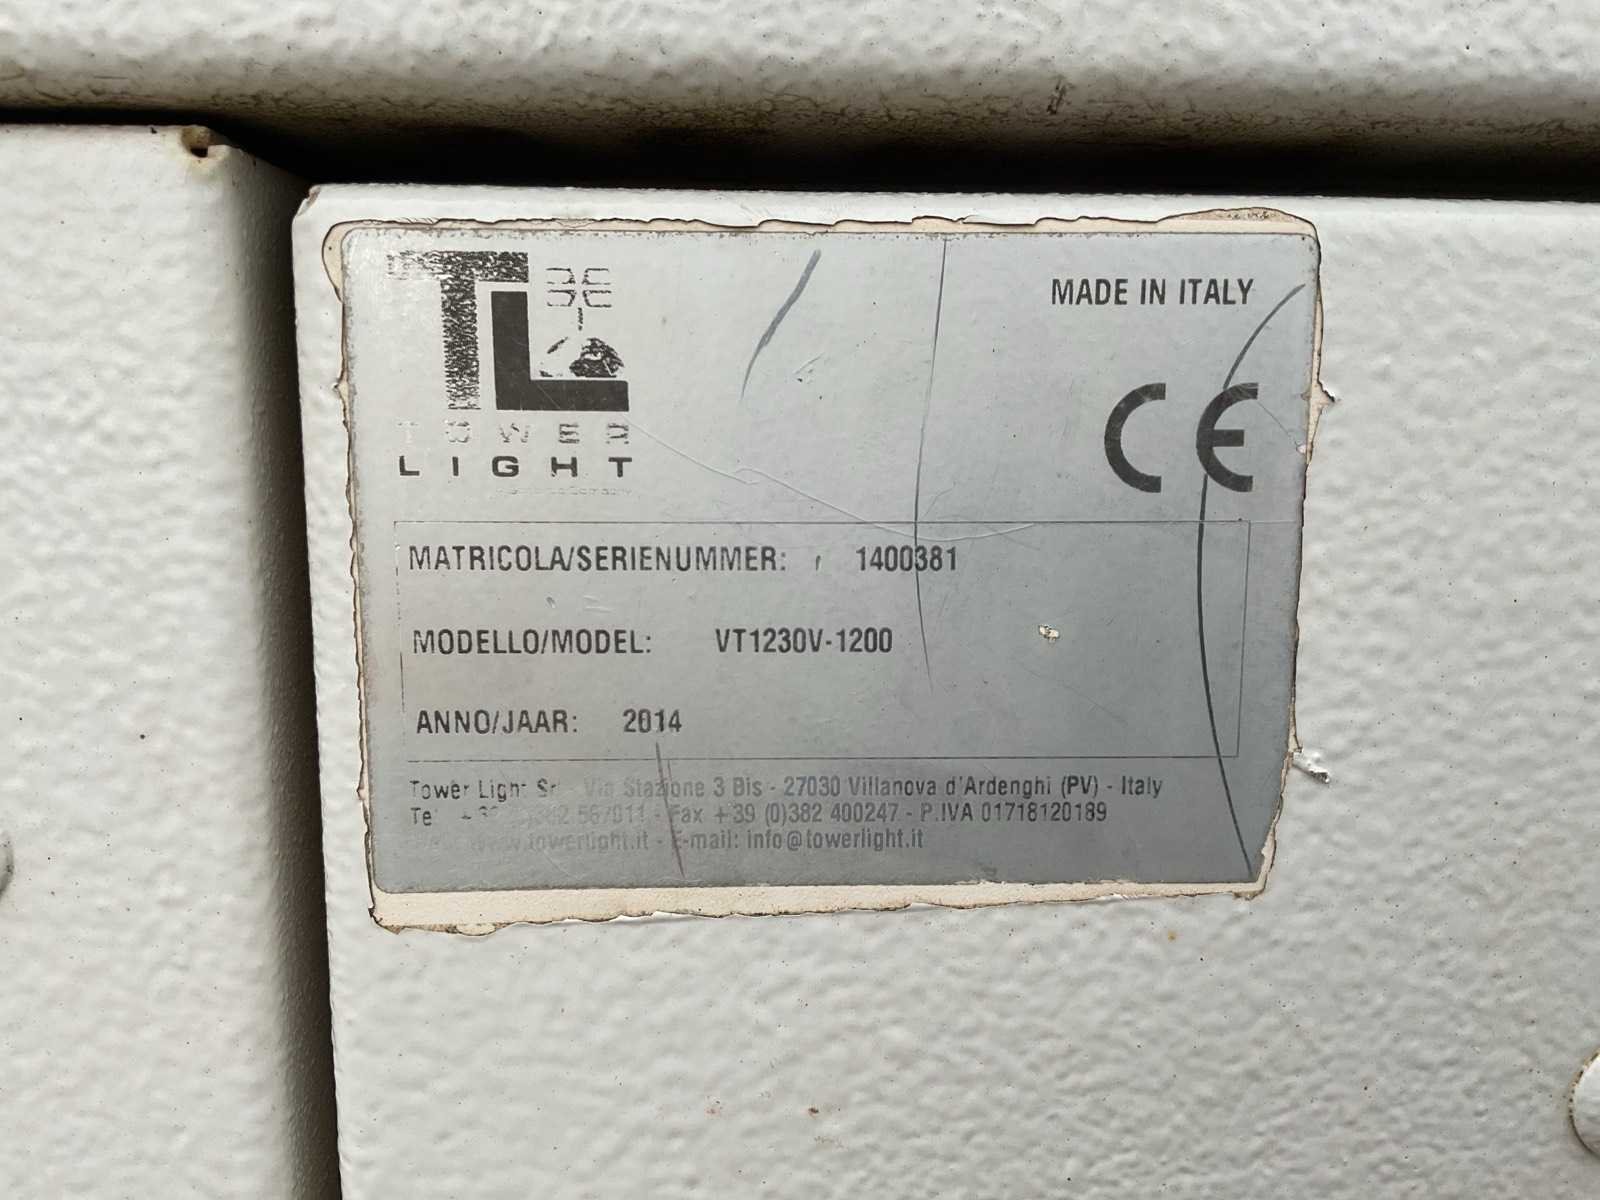 TL
MADE IN ITALY
CE
TOWER
LIGHT
MATRICOLA/SERIENUMMER: 1400381
MODELLO/MODEL: VT1230V-1200
ANNO/JAAR: 2014
Tower Light Srl - Via Stazione 3 Bis - 27030 Villanova d'Ardenghi (PV) - Italy
Fax +39 (0)382 400247 - P.IVA 01718120189
www.towerlight.it - E-mail: info@towerlight.it